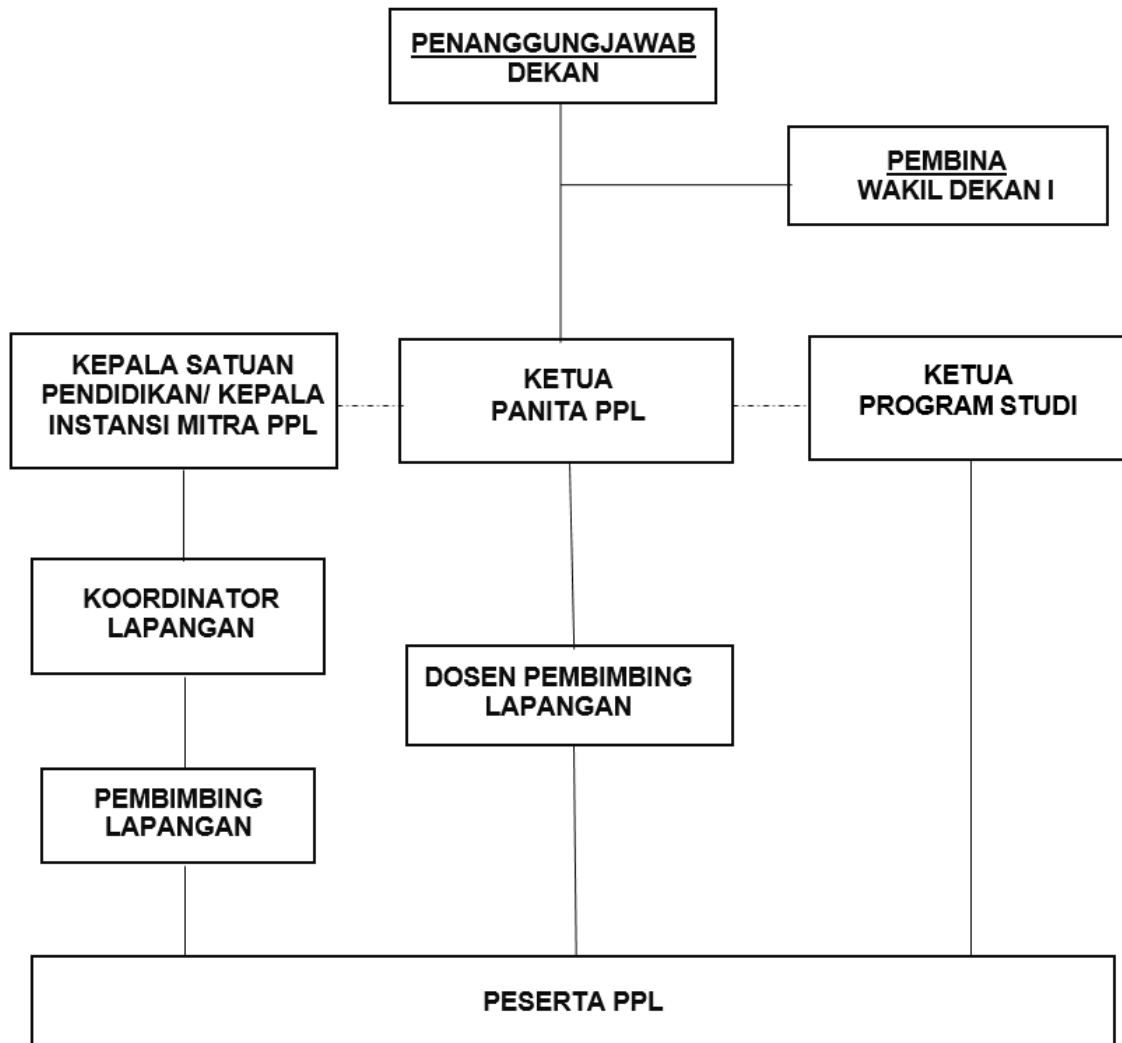 PENANGGUNGJAWAB
DEKAN
PEMBINA
WAKIL DEKAN I
KEPALA SATUAN
PENDIDIKAN/ KEPALA
INSTANSI MITRA PPL
KETUA
PANITA PPL
KETUA
PROGRAM STUDI
KOORDINATOR
LAPANGAN
DOSEN PEMBIMBING
LAPANGAN
PEMBIMBING
LAPANGAN
PESERTA PPL